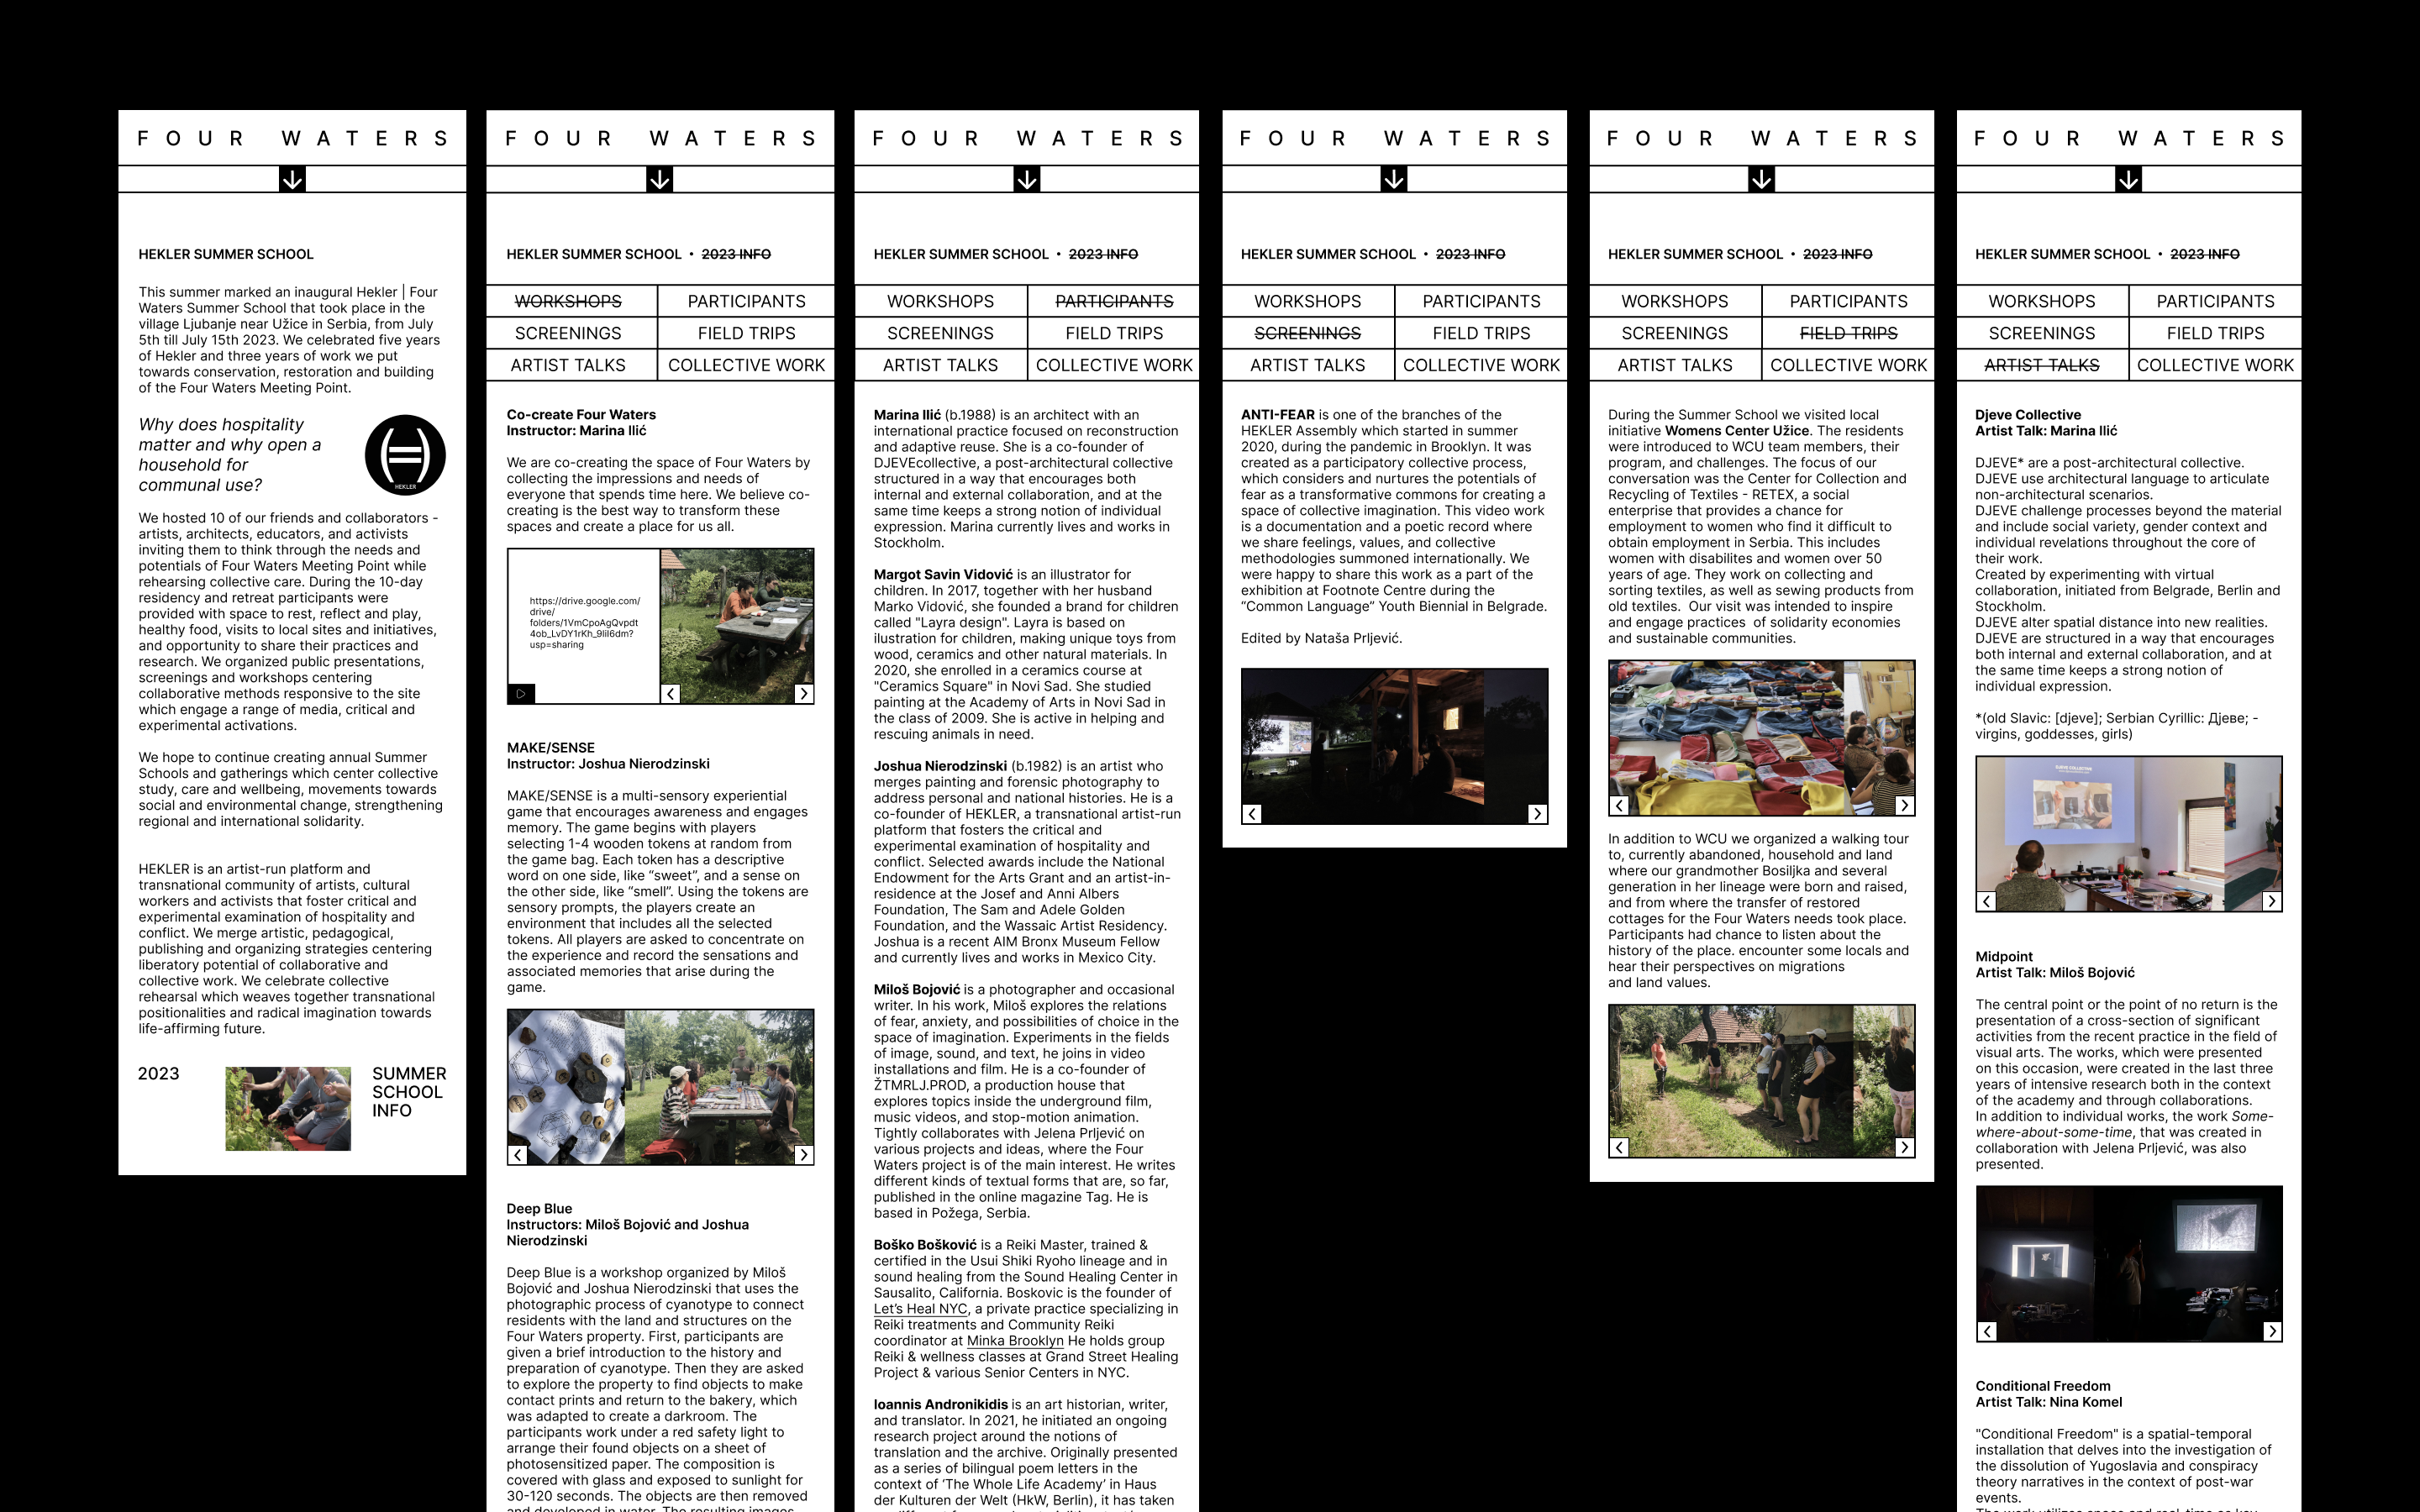 FOUR WATERS
HEKLER SUMMER SCHOOL
This summer marked an inaugural Hekler | Four
Waters Summer School that took place in the
village Ljubanje near Užice in Serbia, from July
5th till July 15th 2023. We celebrated five years
of Hekler and three years of work we put
towards conservation, restoration and building
of the Four Waters Meeting Point.
Why does hospitality
matter and why open a
household for
communal use?
HEKLER
We hosted 10 of our friends and collaborators -
artists, architects, educators, and activists
inviting them to think through the needs and
potentials of Four Waters Meeting Point while
rehearsing collective care. During the 10-day
residency and retreat participants were
provided with space to rest, reflect and play,
healthy food, visits to local sites and initiatives,
and opportunity to share their practices and
research. We organized public presentations,
screenings and workshops centering
collaborative methods responsive to the site
which engage a range of media, critical and
experimental activations.
We hope to continue creating annual Summer
Schools and gatherings which center collective
study, care and wellbeing, movements towards
social and environmental change, strengthening
regional and international solidarity.
HEKLER is an artist-run platform and
transnational community of artists, cultural
workers and activists that foster critical and
experimental examination of hospitality and
conflict. We merge artistic, pedagogical,
publishing and organizing strategies centering
liberatory potential of collaborative and
collective work. We celebrate collective
rehearsal which weaves together transnational
positionalities and radical imagination towards
life-affirming future.
2023
SUMMER
SCHOOL
INFO
FOUR WATERS
HEKLER SUMMER SCHOOL • 2023 INFO
WORKSHOPS PARTICIPANTS
SCREENINGS FIELD TRIPS
ARTIST TALKS COLLECTIVE WORK
Co-create Four Waters
Instructor: Marina Ilić
We are co-creating the space of Four Waters by
collecting the impressions and needs of
everyone that spends time here. We believe co-
creating is the best way to transform these
spaces and create a place for us all.
https://drive.google.com/
drive/
folders/1VmCpoAgQvpdt
4ob_LvDY1rKh_9liI6dm?
usp=sharing
MAKE/SENSE
Instructor: Joshua Nierodzinski
MAKE/SENSE is a multi-sensory experiential
game that encourages awareness and engages
memory. The game begins with players
selecting 1-4 wooden tokens at random from
the game bag. Each token has a descriptive
word on one side, like “sweet”, and a sense on
the other side, like “smell”. Using the tokens are
sensory prompts, the players create an
environment that includes all the selected
tokens. All players are asked to concentrate on
the experience and record the sensations and
associated memories that arise during the
game.
Deep Blue
Instructors: Miloš Bojović and Joshua
Nierodzinski
Deep Blue is a workshop organized by Miloš
Bojović and Joshua Nierodzinski that uses the
photographic process of cyanotype to connect
residents with the land and structures on the
Four Waters property. First, participants are
given a brief introduction to the history and
preparation of cyanotype. Then they are asked
to explore the property to find objects to make
contact prints and return to the bakery, which
was adapted to create a darkroom. The
participants work under a red safety light to
arrange their found objects on a sheet of
photosensitized paper. The composition is
covered with glass and exposed to sunlight for
30-120 seconds. The objects are then removed
and developed in water. The resulting images
FOUR WATERS
HEKLER SUMMER SCHOOL • 2023 INFO
WORKSHOPS PARTICIPANTS
SCREENINGS FIELD TRIPS
ARTIST TALKS COLLECTIVE WORK
Marina Ilić (b.1988) is an architect with an
international practice focused on reconstruction
and adaptive reuse. She is a co-founder of
DJEVEcollective, a post-architectural collective
structured in a way that encourages both
internal and external collaboration, and at the
same time keeps a strong notion of individual
expression. Marina currently lives and works in
Stockholm.
Margot Savin Vidović is an illustrator for
children. In 2017, together with her husband
Marko Vidović, she founded a brand for children
called "Layra design". Layra is based on
ilustration for children, making unique toys from
wood, ceramics and other natural materials. In
2020, she enrolled in a ceramics course at
"Ceramics Square" in Novi Sad. She studied
painting at the Academy of Arts in Novi Sad in
the class of 2009. She is active in helping and
rescuing animals in need.
Joshua Nierodzinski (b.1982) is an artist who
merges painting and forensic photography to
address personal and national histories. He is a
co-founder of HEKLER, a transnational artist-run
platform that fosters the critical and
experimental examination of hospitality and
conflict. Selected awards include the National
Endowment for the Arts Grant and an artist-in-
residence at the Josef and Anni Albers
Foundation, The Sam and Adele Golden
Foundation, and the Wassaic Artist Residency.
Joshua is a recent AIM Bronx Museum Fellow
and currently lives and works in Mexico City.
Miloš Bojović is a photographer and occasional
writer. In his work, Miloš explores the relations
of fear, anxiety, and possibilities of choice in the
space of imagination. Experiments in the fields
of image, sound, and text, he joins in video
installations and film. He is a co-founder of
ŽTMRLJ.PROD, a production house that
explores topics inside the underground film,
music videos, and stop-motion animation.
Tightly collaborates with Jelena Prljević on
various projects and ideas, where the Four
Waters project is of the main interest. He writes
different kinds of textual forms that are, so far,
published in the online magazine Tag. He is
based in Požega, Serbia.
Boško Bošković is a Reiki Master, trained &
certified in the Usui Shiki Ryoho lineage and in
sound healing from the Sound Healing Center in
Sausalito, California. Boskovic is the founder of
Let’s Heal NYC, a private practice specializing in
Reiki treatments and Community Reiki
coordinator at Minka Brooklyn He holds group
Reiki & wellness classes at Grand Street Healing
Project & various Senior Centers in NYC.
Ioannis Andronikidis is an art historian, writer,
and translator. In 2021, he initiated an ongoing
research project around the notions of
translation and the archive. Originally presented
as a series of bilingual poem letters in the
context of ‘The Whole Life Academy’ in Haus
der Kulturen der Welt (HkW, Berlin), it has taken
FOUR WATERS
HEKLER SUMMER SCHOOL • 2023 INFO
WORKSHOPS PARTICIPANTS
SCREENINGS FIELD TRIPS
ARTIST TALKS COLLECTIVE WORK
ANTI-FEAR is one of the branches of the
HEKLER Assembly which started in summer
2020, during the pandemic in Brooklyn. It was
created as a participatory collective process,
which considers and nurtures the potentials of
fear as a transformative commons for creating a
space of collective imagination. This video work
is a documentation and a poetic record where
we share feelings, values, and collective
methodologies summoned internationally. We
were happy to share this work as a part of the
exhibition at Footnote Centre during the
“Common Language” Youth Biennial in Belgrade.
Edited by Nataša Prljević.
FOUR WATERS
HEKLER SUMMER SCHOOL • 2023 INFO
WORKSHOPS PARTICIPANTS
SCREENINGS FIELD TRIPS
ARTIST TALKS COLLECTIVE WORK
During the Summer School we visited local
initiative Womens Center Užice. The residents
were introduced to WCU team members, their
program, and challenges. The focus of our
conversation was the Center for Collection and
Recycling of Textiles - RETEX, a social
enterprise that provides a chance for
employment to women who find it difficult to
obtain employment in Serbia. This includes
women with disabilites and women over 50
years of age. They work on collecting and
sorting textiles, as well as sewing products from
old textiles. Our visit was intended to inspire
and engage practices of solidarity economies
and sustainable communities.
In addition to WCU we organized a walking tour
to, currently abandoned, household and land
where our grandmother Bosiljka and several
generation in her lineage were born and raised,
and from where the transfer of restored
cottages for the Four Waters needs took place.
Participants had chance to listen about the
history of the place. encounter some locals and
hear their perspectives on migrations
and land values.
FOUR WATERS
HEKLER SUMMER SCHOOL • 2023 INFO
WORKSHOPS PARTICIPANTS
SCREENINGS FIELD TRIPS
ARTIST TALKS COLLECTIVE WORK
Djeve Collective
Artist Talk: Marina Ilić
DJEVE* are a post-architectural collective.
DJEVE use architectural language to articulate
non-architectural scenarios.
DJEVE challenge processes beyond the material
and include social variety, gender context and
individual revelations throughout the core of
their work.
Created by experimenting with virtual
collaboration, initiated from Belgrade, Berlin and
Stockholm.
DJEVE alter spatial distance into new realities.
DJEVE are structured in a way that encourages
both internal and external collaboration, and at
the same time keeps a strong notion of
individual expression.
*(old Slavic: [djeve]; Serbian Cyrillic: Дјеве; -
virgins, goddesses, girls)
DJEVE COLLECTIVE
Midpoint
Artist Talk: Miloš Bojović
The central point or the point of no return is the
presentation of a cross-section of significant
activities from the recent practice in the field of
visual arts. The works, which were presented
on this occasion, were created in the last three
years of intensive research both in the context
of the academy and through collaborations.
In addition to individual works, the work Some-
where-about-some-time, that was created in
collaboration with Jelena Prljević, was also
presented.
Conditional Freedom
Artist Talk: Nina Komel
"Conditional Freedom" is a spatial-temporal
installation that delves into the investigation of
the dissolution of Yugoslavia and conspiracy
theory narratives in the context of post-war
events.